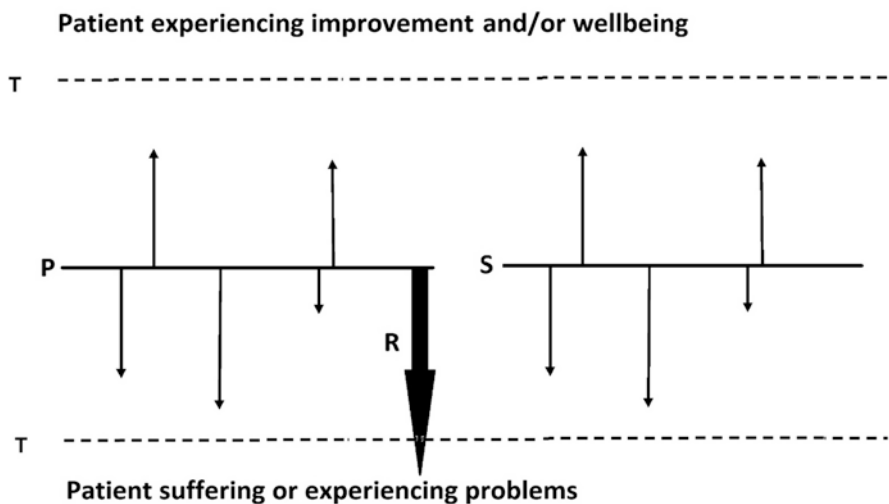 Patient experiencing improvement and/or wellbeing
T
P
S
R
T
Patient suffering or experiencing problems